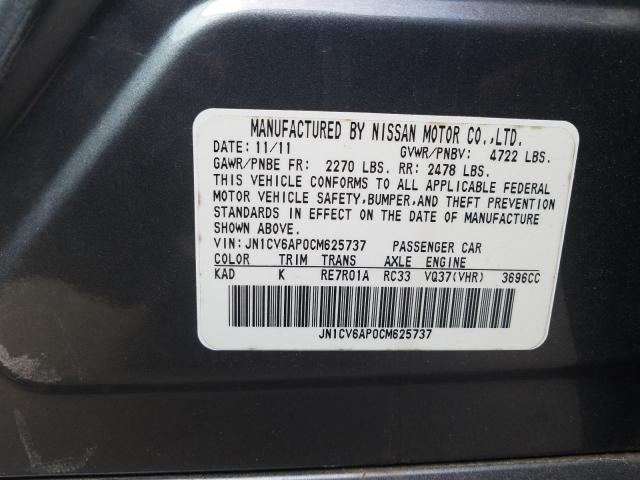 MANUFACTURED BY NISSAN MOTOR CO.,LTD.
DATE: 11/11 GVWR/PNBV: 4722 LBS.
GAWR/PNBE FR: 2270 LBS. RR: 2478 LBS.
THIS VEHICLE CONFORMS TO ALL APPLICABLE FEDERAL
MOTOR VEHICLE SAFETY,BUMPER,AND THEFT PREVENTION
STANDARDS IN EFFECT ON THE DATE OF MANUFACTURE
SHOWN ABOVE.
VIN: JN1CV6AP0CM625737 PASSENGER CAR
COLOR TRIM TRANS AXLE ENGINE
KAD K RE7R01A RC33 VQ37(VHR) 3696CC
JN1CV6AP0CM625737